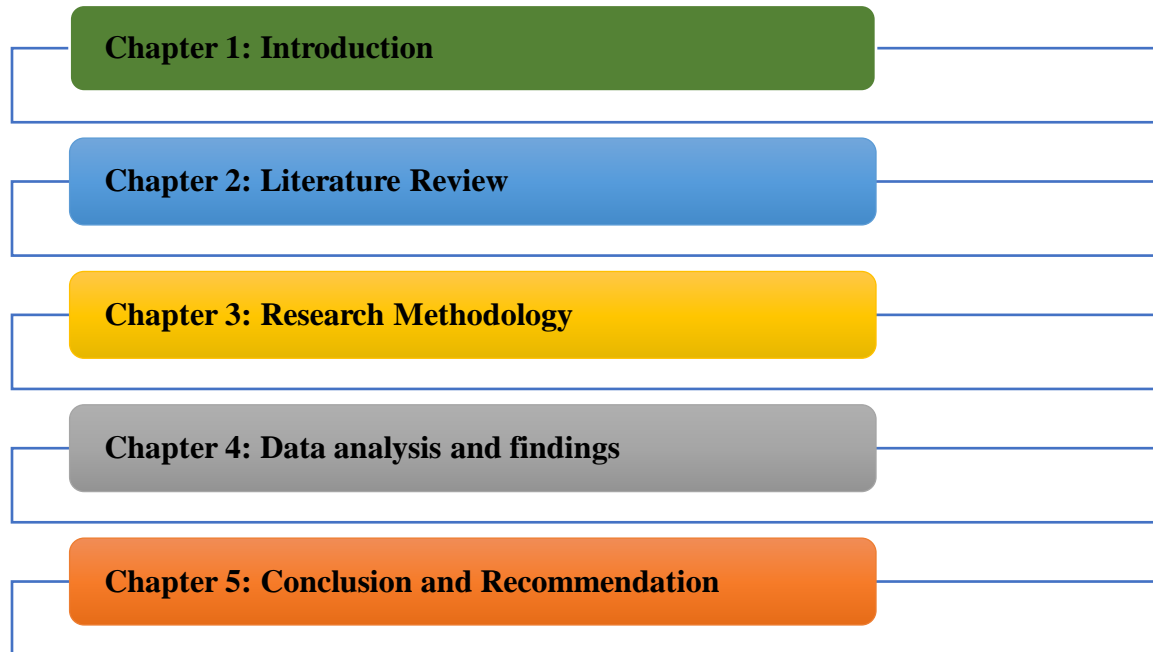 Chapter 1: Introduction
Chapter 2: Literature Review
Chapter 3: Research Methodology
Chapter 4: Data analysis and findings
Chapter 5: Conclusion and Recommendation